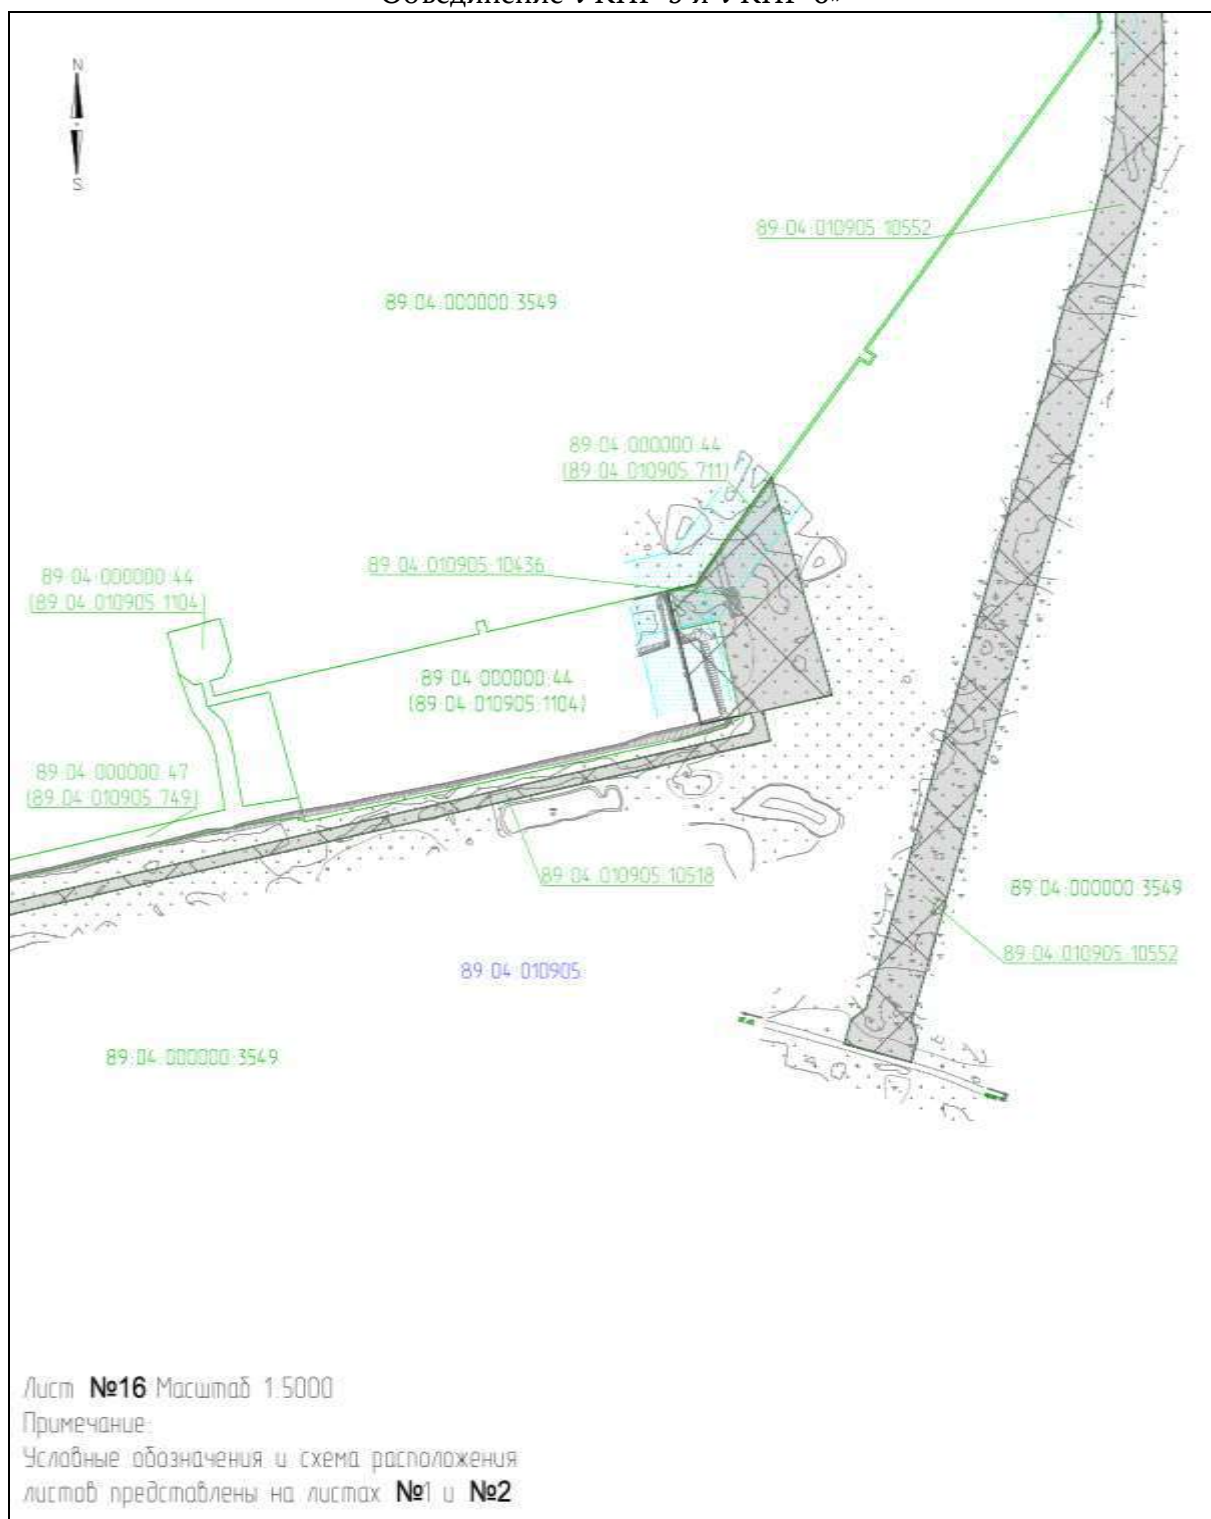 N
S
89:04:010905:10552
89:04:000000:3549
89:04:000000:44
(89:04:010905:711)
89:04:010905:10436
89:04:000000:44
(89:04:010905:1104)
89:04:000000:44
(89:04:010905:1104)
89:04:000000:47
(89:04:010905:749)
89:04:010905:10518
89:04:000000:3549
89:04:010905:10552
89:04:010905
89:04:000000:3549
Лист №16 Масштаб 1:5000
Примечание:
Условные обозначения и схема расположения
листов представлены на листах №1 и №2